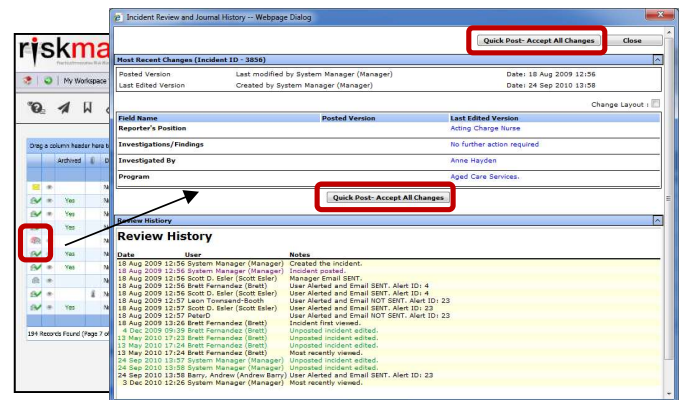 Incident Review and Journal History -- Webpage Dialog
Quick Post- Accept All Changes Close
Most Recent Changes (Incident ID - 3856)
Posted Version Last modified by System Manager (Manager) Date: 18 Aug 2009 12:56
Last Edited Version Created by System Manager (Manager) Date: 24 Sep 2010 13:58
Change Layout :
Field Name Posted Version Last Edited Version
Reporter's Position Acting Charge Nurse
Investigations/Findings No further action required
Investigated By Anne Hayden
Program Aged Care Services.
Quick Post- Accept All Changes
Review Histiory
Review History
Date User Notes
18 Aug 2009 12:56 System Manager (Manager) Created the incident.
18 Aug 2009 12:56 System Manager (Manager) Incident posted.
18 Aug 2009 12:56 Scott D. Esler (Scott Esler) Manager Email SENT.
18 Aug 2009 12:56 Brett Fernandez (Brett) User Alerted and Email SENT. Alert ID: 4
18 Aug 2009 12:56 Scott D. Esler (Scott Esler) User Alerted and Email SENT. Alert ID: 4
18 Aug 2009 12:57 Leon Townsend-Booth User Alerted and Email NOT SENT. Alert ID: 23
18 Aug 2009 12:57 Scott D. Esler (Scott Esler) User Alerted and Email SENT. Alert ID: 23
18 Aug 2009 12:57 PeterD User Alerted and Email NOT SENT. Alert ID: 23
18 Aug 2009 13:26 Brett Fernandez (Brett) Incident first viewed.
4 Dec 2009 09:39 Brett Fernandez (Brett) Unposted incident edited.
13 May 2010 17:23 Brett Fernandez (Brett) Unposted incident edited.
13 May 2010 17:24 Brett Fernandez (Brett) Unposted incident edited.
13 May 2010 17:24 Brett Fernandez (Brett) Most recently viewed.
24 Sep 2010 13:57 System Manager (Manager) Unposted incident edited.
24 Sep 2010 13:58 System Manager (Manager) Unposted incident edited.
24 Sep 2010 13:58 Barry, Andrew (Andrew Barry) User Alerted and Email SENT. Alert ID: 23
3 Dec 2010 12:26 System Manager (Manager) Most recently viewed.
riskma
My Workspace
Drag a column header here to
Archived D
No
Yes No
Yes No
No
Yes No
Yes No
No
No
Yes No
194 Records Found (Page 7 of